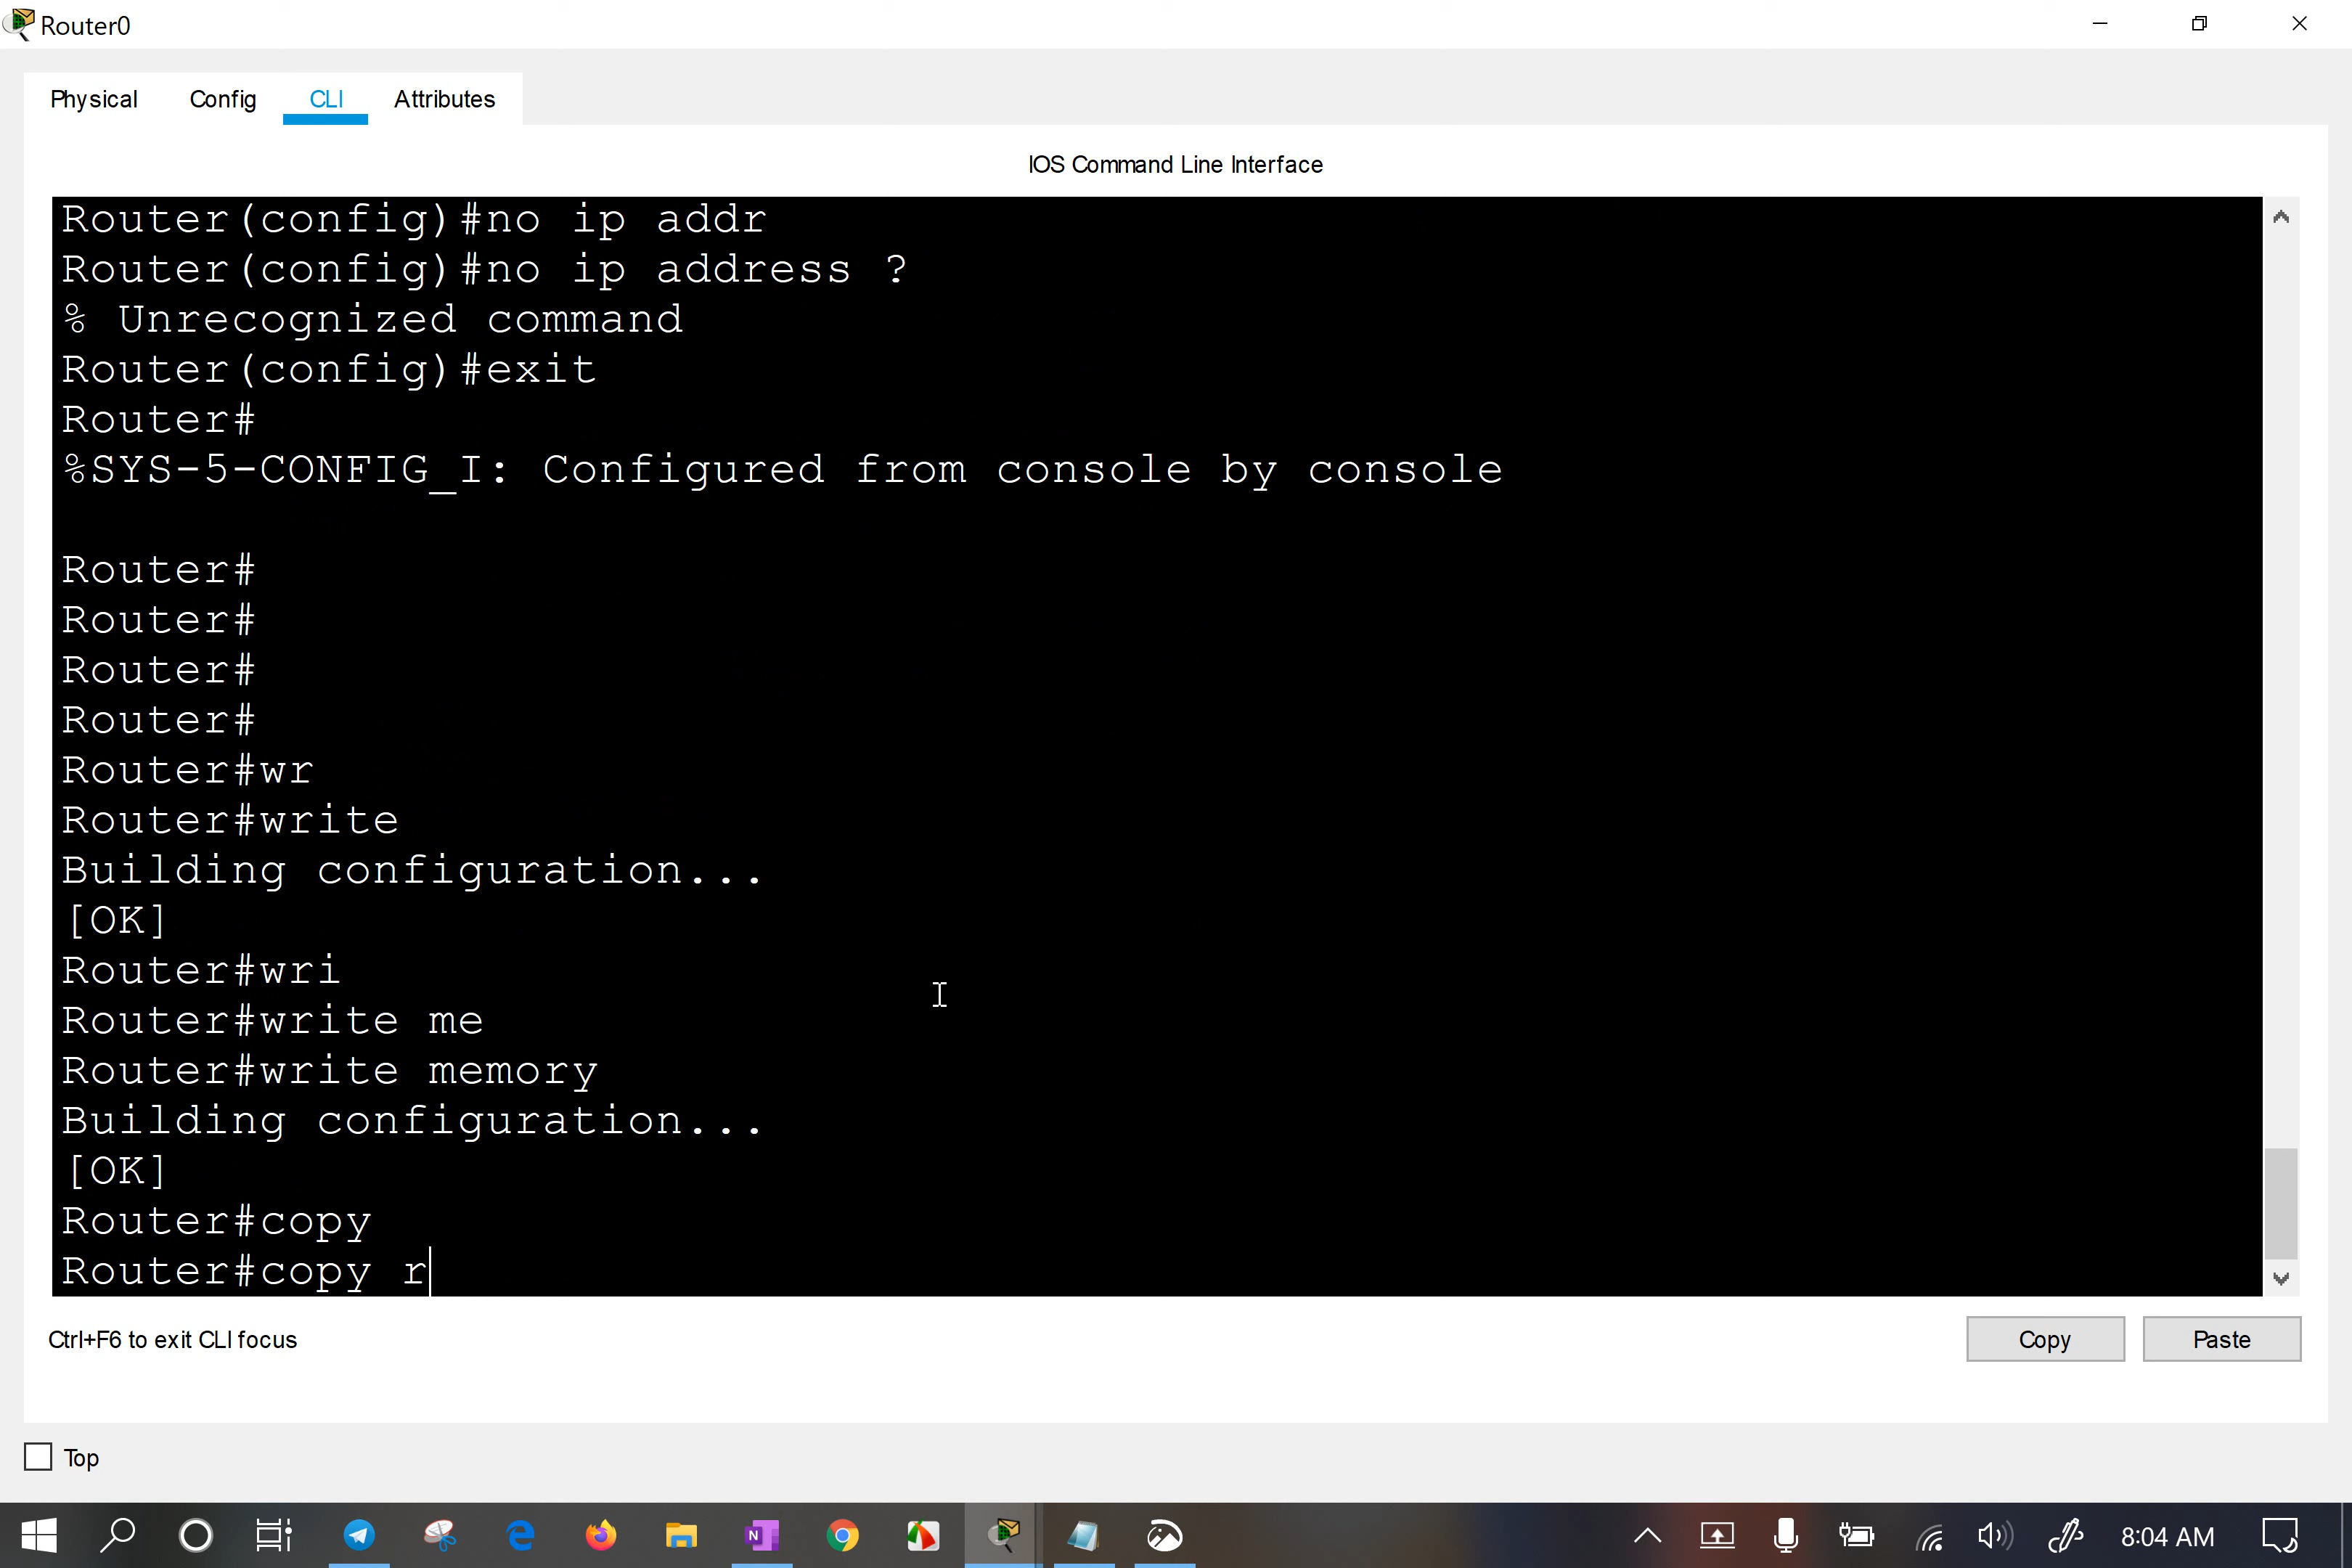 Router0
Physical Config CLI Attributes
IOS Command Line Interface
Router(config)#no ip addr
Router(config)#no ip address ?
% Unrecognized command
Router(config)#exit
Router#
%SYS-5-CONFIG_I: Configured from console by console
Router#
Router#
Router#
Router#
Router#wr
Router#write
Building configuration...
[OK]
Router#wri
Router#write me
Router#write memory
Building configuration...
[OK]
Router#copy
Router#copy r
Ctrl+F6 to exit CLI focus
Copy Paste
Top
8:04 AM